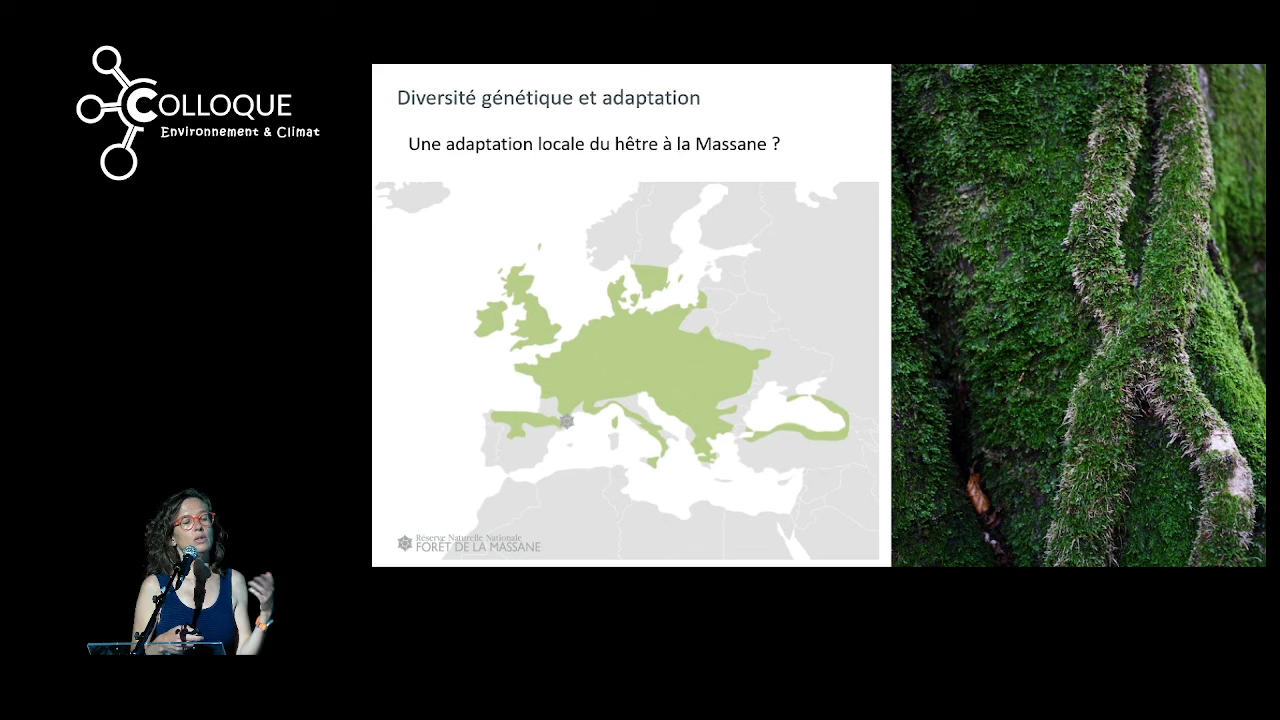 COLLOQUE
Environnement & Climat
Diversité génétique et adaptation
Une adaptation locale du hêtre à la Massane ?
Réserve Naturelle Nationale
FORET DE LA MASSANE